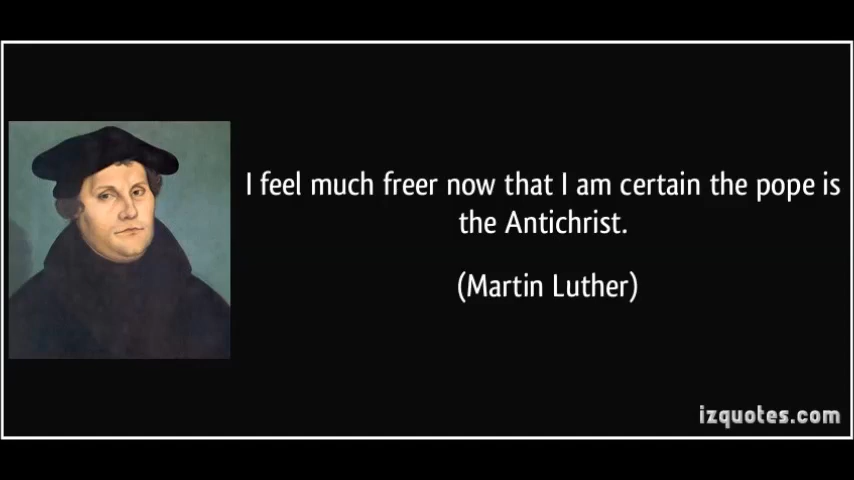 I feel much freer now that I am certain the pope is
the Antichrist.
(Martin Luther)
izquotes.com